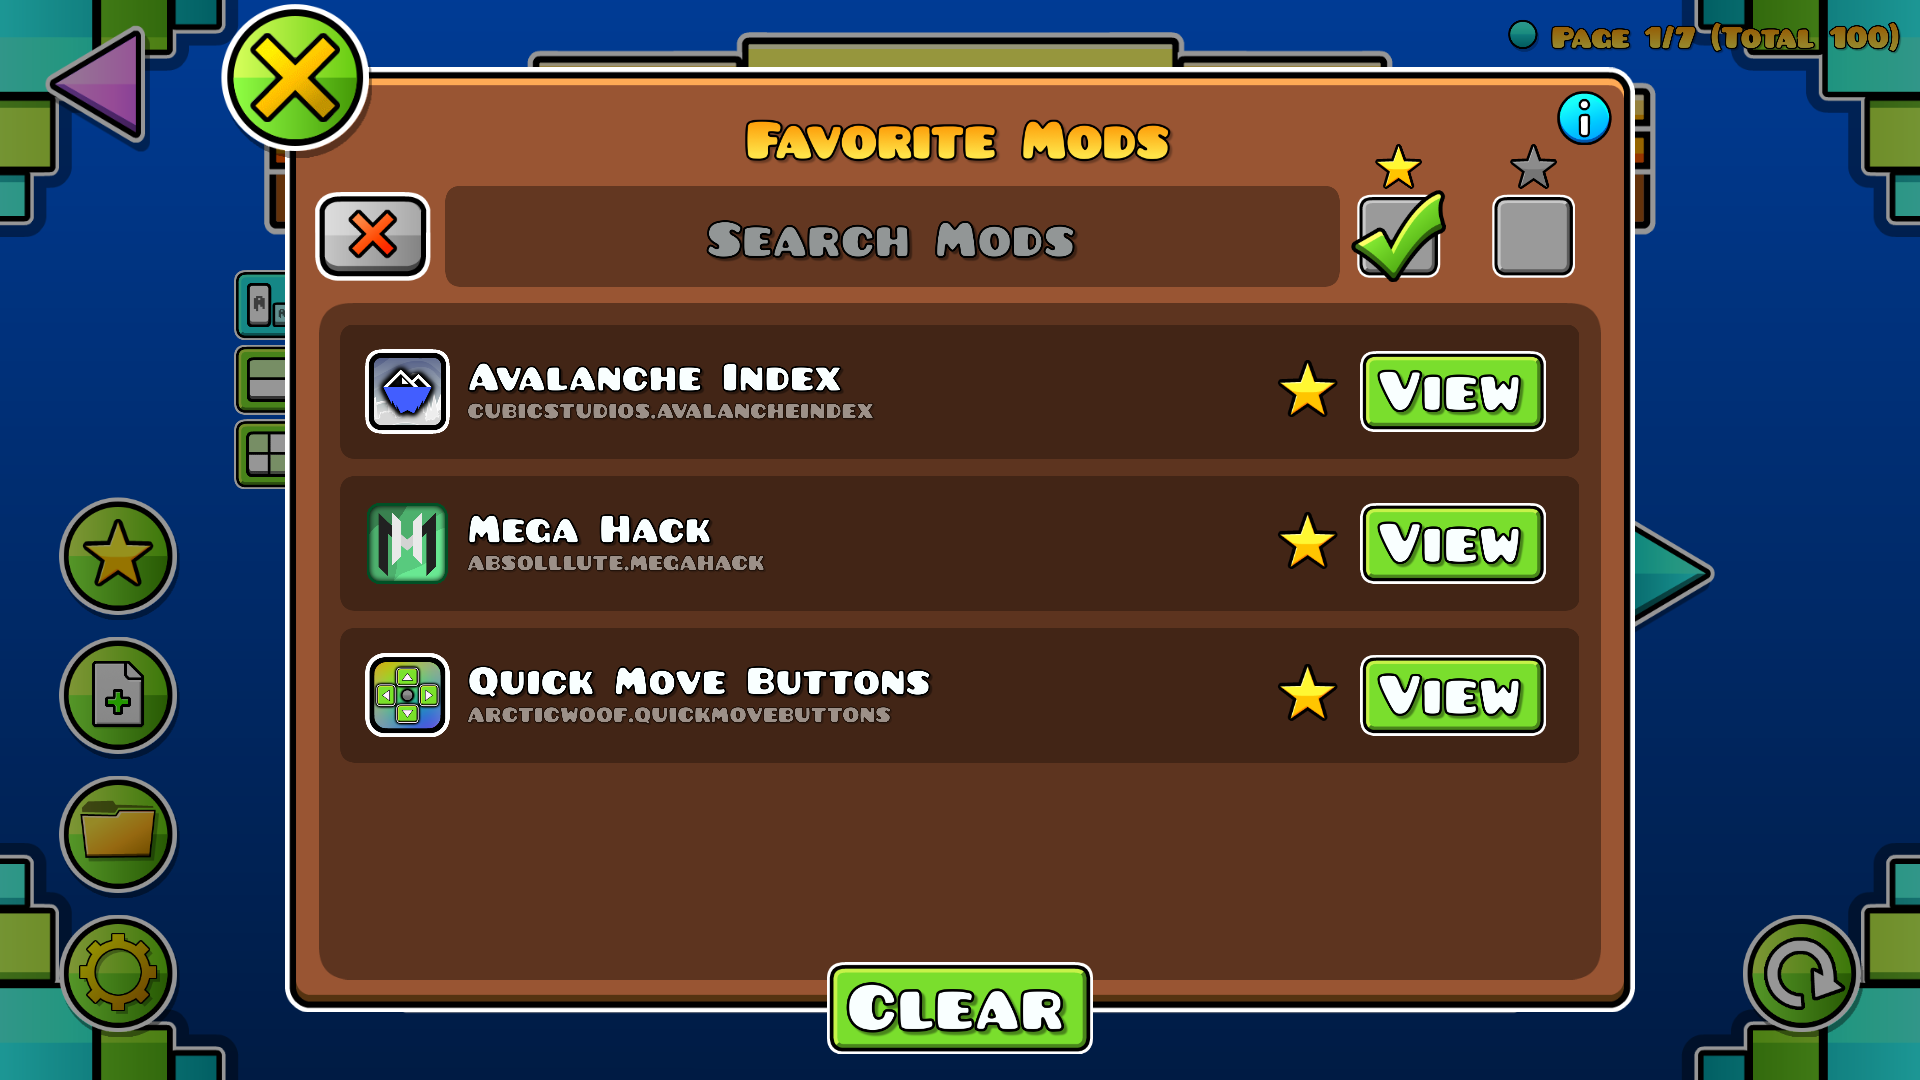 Page 1/7 (Total 100)
Favorite Mods
Search Mods
Avalanche Index
cubicstudios.avalancheindex
View
Mega Hack
absolllute.megahack
View
Quick Move Buttons
arcticwoof.quickmovebuttons
View
Clear